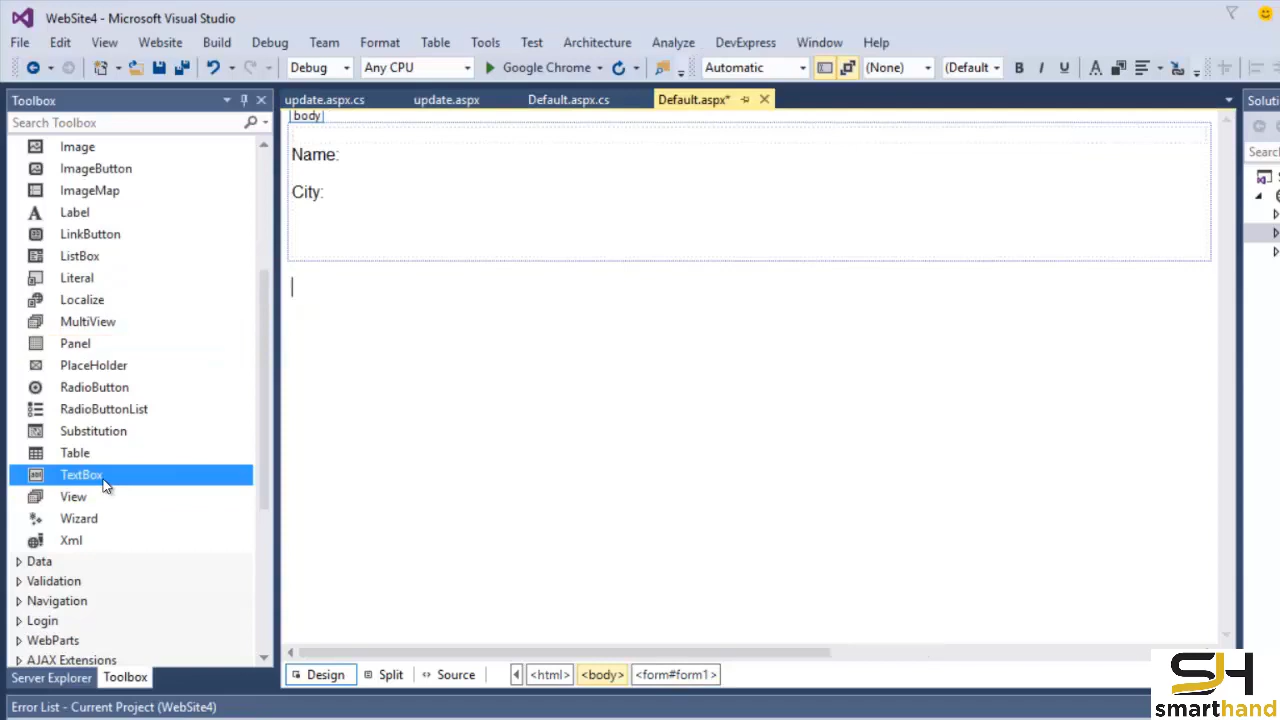 WebSite4 - Microsoft Visual Studio
File Edit View Website Build Debug Team Format Table Tools Test Architecture Analyze DevExpress Window Help
Debug Any CPU Google Chrome Automatic (None) (Default B I U A
Toolbox
update.aspx.cs update.aspx Default.aspx.cs Default.aspx*
Soluti
Search Toolbox
body
Searc
Image
Name:
ImageButton
ImageMap
City:
Label
LinkButton
ListBox
Literal
Localize
MultiView
Panel
PlaceHolder
RadioButton
RadioButtonList
Substitution
Table
TextBox
View
Wizard
Xml
Data
Validation
Navigation
Login
WebParts
AJAX Extensions
Server Explorer Toolbox
Design Split Source <html> <body> <form#form1>
Error List - Current Project (WebSite4)
SH
smarthand